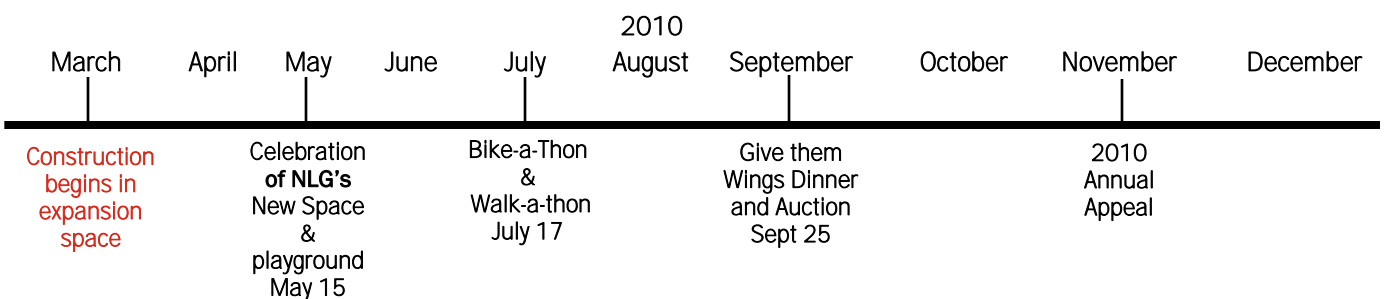 2010
March April May June July August September October November December
Construction
begins in
expansion
space
Celebration
of NLG's
New Space
&
playground
May 15
Bike-a-Thon
&
Walk-a-thon
July 17
Give them
Wings Dinner
and Auction
Sept 25
2010
Annual
Appeal